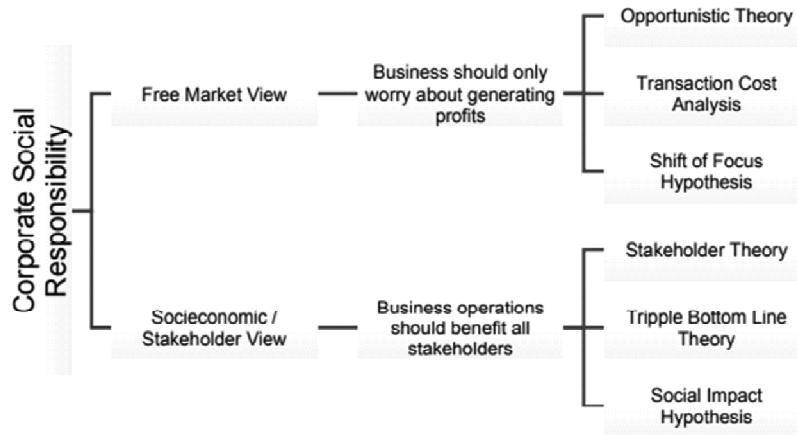 Corporate Social
Responsibility
Free Market View
Business should only
worry about generating
profits
Opportunistic Theory
Transaction Cost
Analysis
Shift of Focus
Hypothesis
Socieconomic /
Stakeholder View
Business operations
should benefit all
stakeholders
Stakeholder Theory
Tripple Bottom Line
Theory
Social Impact
Hypothesis